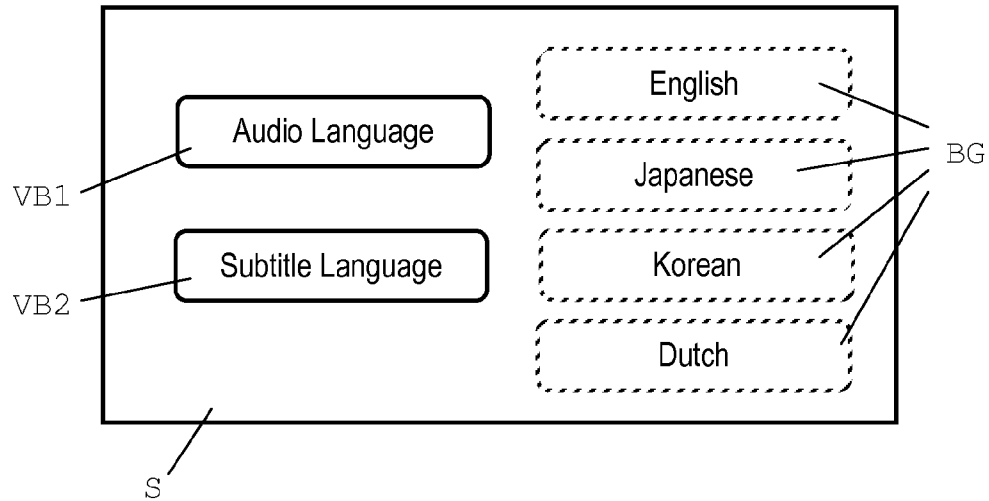 English
Audio Language
Japanese
BG
VB1
Subtitle Language
Korean
VB2
Dutch
S